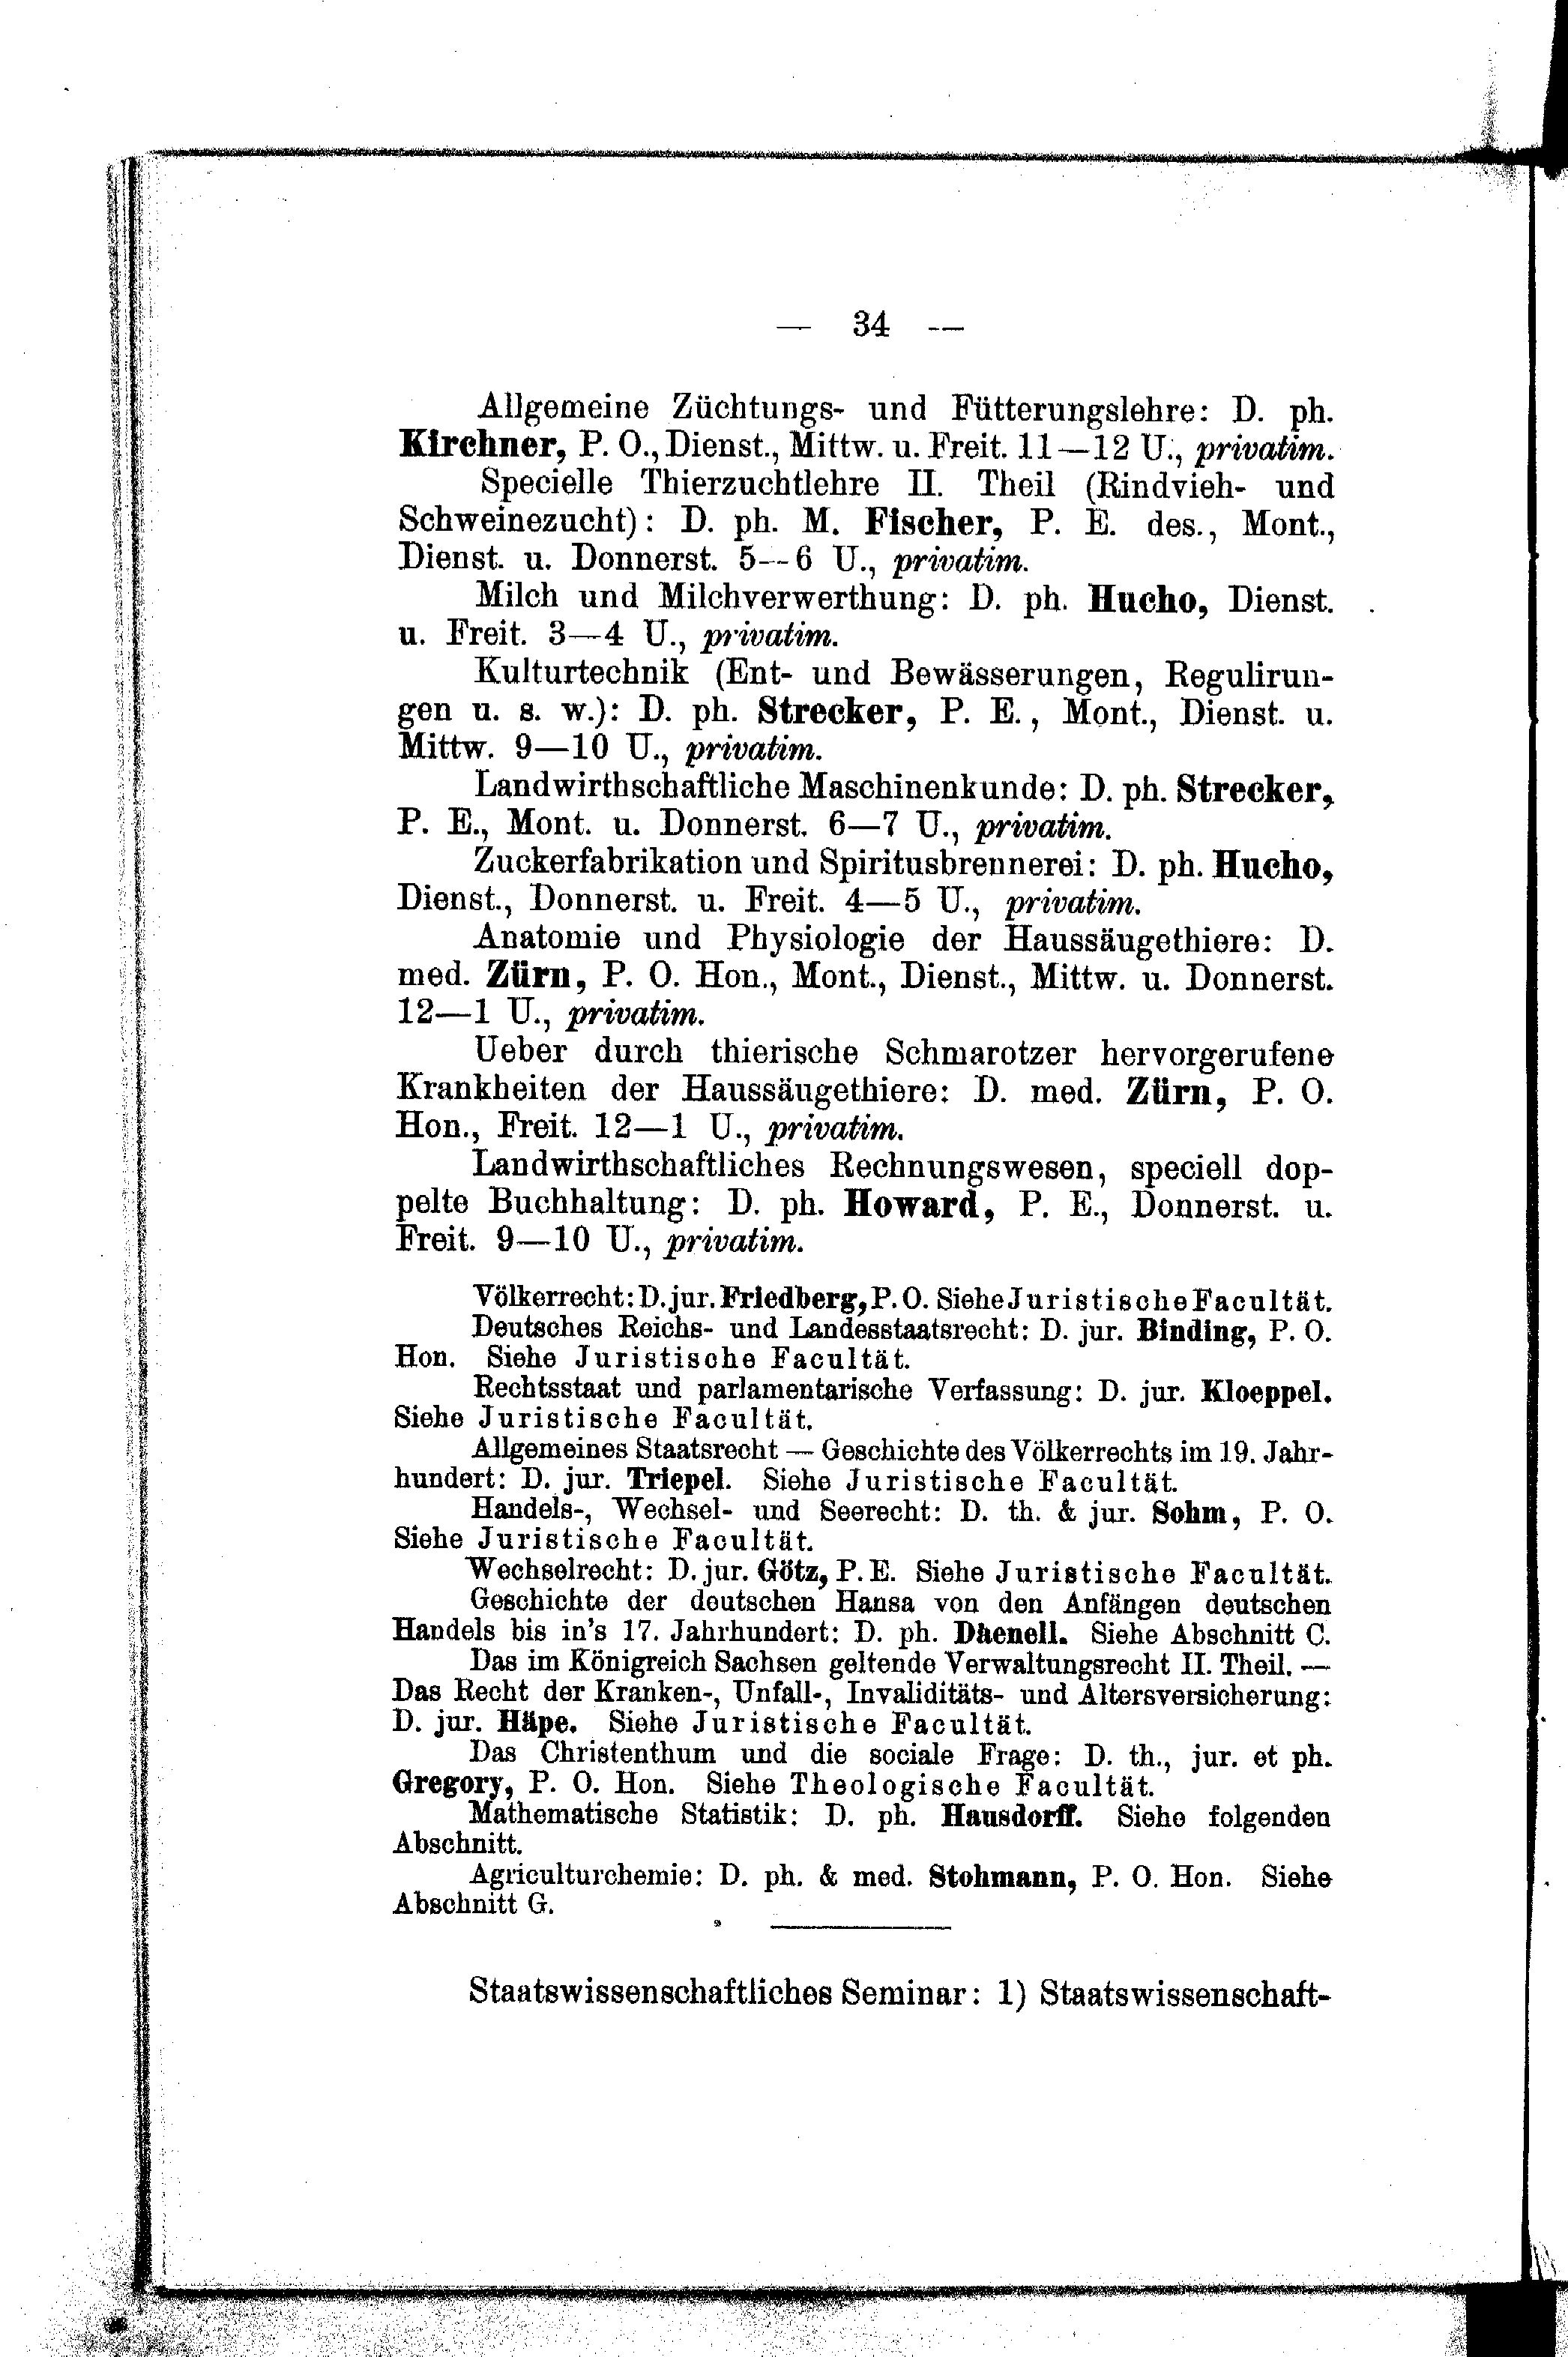 — 34 —
Allgemeine Züchtungs- und Fütterungslehre: D. ph.
Kirchner, P. O., Dienst., Mittw. u. Freit. 11—12 U., privatim.
Specielle Thierzuchtlehre II. Theil (Rindvieh- und
Schweinezucht): D. ph. M. Fischer, P. E. des., Mont.,
Dienst. u. Donnerst. 5—6 U., privatim.
Milch und Milchverwerthung: D. ph. Hucho, Dienst.
u. Freit. 3—4 U., privatim.
Kulturtechnik (Ent- und Bewässerungen, Regulirun-
gen u. s. w.): D. ph. Strecker, P. E., Mont., Dienst. u.
Mittw. 9—10 U., privatim.
Landwirthschaftliche Maschinenkunde: D. ph. Strecker,
P. E., Mont. u. Donnerst. 6—7 U., privatim.
Zuckerfabrikation und Spiritusbrennerei: D. ph. Hucho,
Dienst., Donnerst. u. Freit. 4—5 U., privatim.
Anatomie und Physiologie der Haussäugethiere: D.
med. Zürn, P. O. Hon., Mont., Dienst., Mittw. u. Donnerst.
12—1 U., privatim.
Ueber durch thierische Schmarotzer hervorgerufene
Krankheiten der Haussäugethiere: D. med. Zürn, P. O.
Hon., Freit. 12—1 U., privatim.
Landwirthschaftliches Rechnungswesen, speciell dop-
pelte Buchhaltung: D. ph. Howard, P. E., Donnerst. u.
Freit. 9—10 U., privatim.
Völkerrecht: D. jur. Friedberg, P. O. Siehe Juristische Facultät.
Deutsches Reichs- und Landesstaatsrecht: D. jur. Binding, P. O.
Hon. Siehe Juristische Facultät.
Rechtsstaat und parlamentarische Verfassung: D. jur. Kloeppel.
Siehe Juristische Facultät.
Allgemeines Staatsrecht — Geschichte des Völkerrechts im 19. Jahr-
hundert: D. jur. Triepel. Siehe Juristische Facultät.
Handels-, Wechsel- und Seerecht: D. th. & jur. Sohm, P. O.
Siehe Juristische Facultät.
Wechselrecht: D. jur. Götz, P. E. Siehe Juristische Facultät.
Geschichte der deutschen Hansa von den Anfängen deutschen
Handels bis in's 17. Jahrhundert: D. ph. Daenell. Siehe Abschnitt C.
Das im Königreich Sachsen geltende Verwaltungsrecht II. Theil. —
Das Recht der Kranken-, Unfall-, Invaliditäts- und Altersversicherung:
D. jur. Häpe. Siehe Juristische Facultät.
Das Christenthum und die sociale Frage: D. th., jur. et ph.
Gregory, P. O. Hon. Siehe Theologische Facultät.
Mathematische Statistik: D. ph. Hausdorff. Siehe folgenden
Abschnitt.
Agriculturchemie: D. ph. & med. Stohmann, P. O. Hon. Siehe
Abschnitt G.
Staatswissenschaftliches Seminar: 1) Staatswissenschaft-